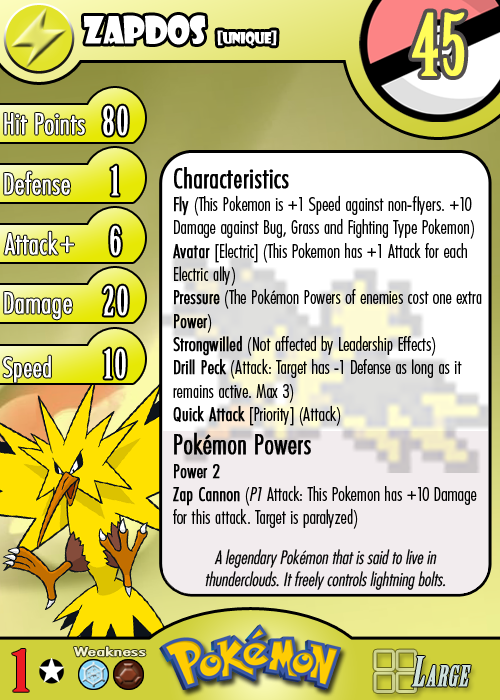 ZAPDOS [UNIQUE]
45
Hit Points 80
Defense 1
Attack+ 6
Damage 20
Speed 10
Characteristics
Fly (This Pokemon is +1 Speed against non-flyers. +10
Damage against Bug, Grass and Fighting Type Pokemon)
Avatar [Electric] (This Pokemon has +1 Attack for each
Electric ally)
Pressure (The Pokémon Powers of enemies cost one extra
Power)
Strongwilled (Not affected by Leadership Effects)
Drill Peck (Attack: Target has -1 Defense as long as it
remains active. Max 3)
Quick Attack [Priority] (Attack)
Pokémon Powers
Power 2
Zap Cannon (P1 Attack: This Pokemon has +10 Damage
for this attack. Target is paralyzed)
A legendary Pokémon that is said to live in
thunderclouds. It freely controls lightning bolts.
Weakness
1
POKéMON
LARGE